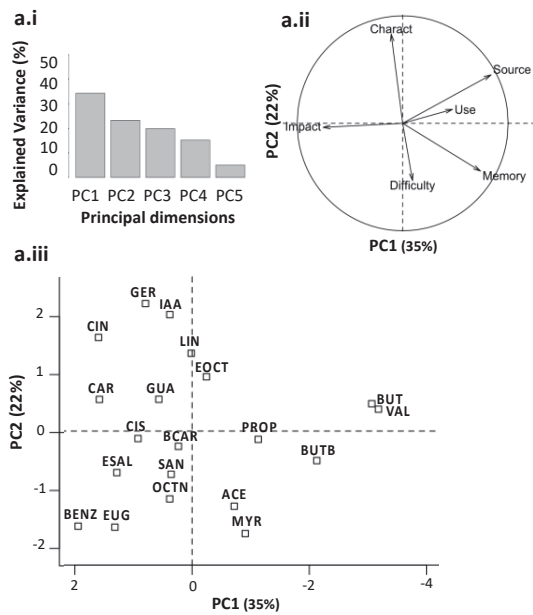 a.i
Explained Variance (%)
50
40
30
20
10
0
PC1 PC2 PC3 PC4 PC5
Principal dimensions
a.ii
Charact
Source
Use
Impact
Memory
Difficulty
PC2 (22%)
PC1 (35%)
a.iii
PC2 (22%)
2
1
0
-1
-2
GER
IAA
CIN
LIN
EOCT
CAR
GUA
BUT
VAL
CIS
BCAR
PROP
BUTB
ESAL
SAN
OCTN
ACE
BENZ
EUG
MYR
2 0 -2 -4
PC1 (35%)